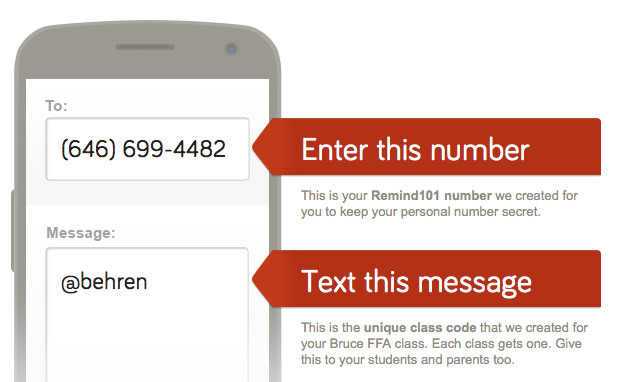 To:
(646) 699-4482
Enter this number
This is your Remind101 number we created for
you to keep your personal number secret.
Message:
@behren
Text this message
This is the unique class code that we created for
your Bruce FFA class. Each class gets one. Give
this to your students and parents too.